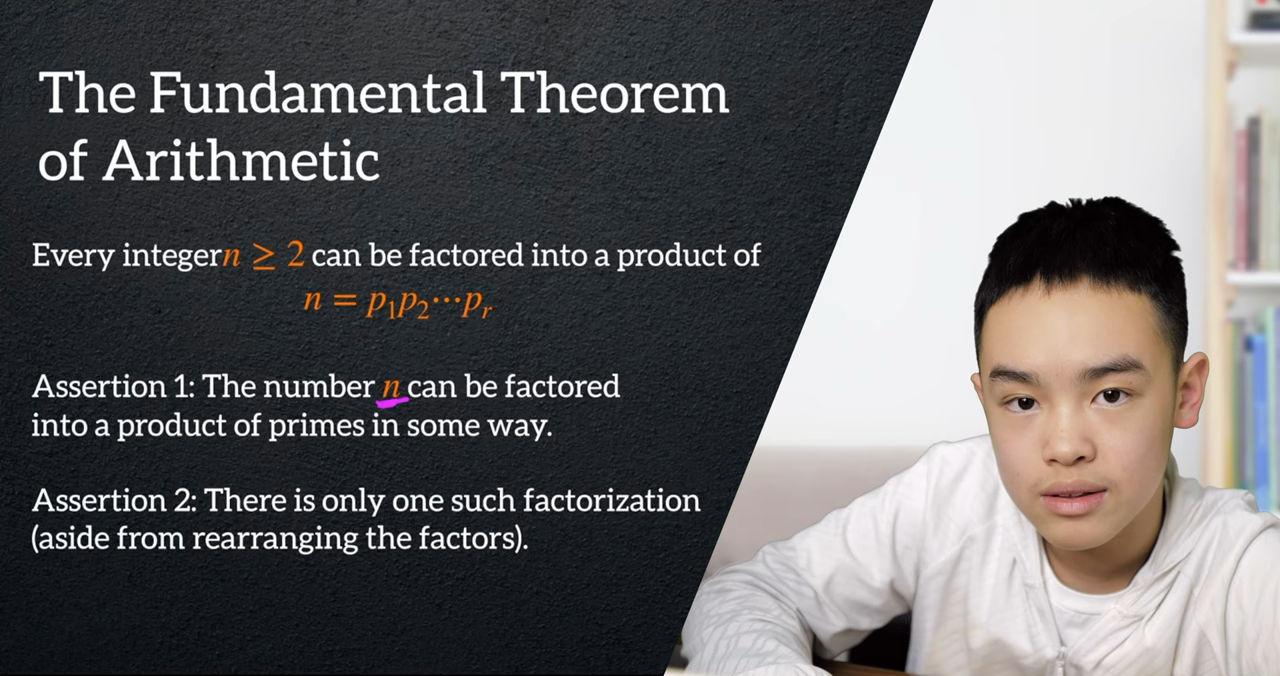 The Fundamental Theorem
of Arithmetic
Every integer n ≥ 2 can be factored into a product of
n = p₁p₂⋯pᵣ
Assertion 1: The number n can be factored
into a product of primes in some way.
Assertion 2: There is only one such factorization
(aside from rearranging the factors).